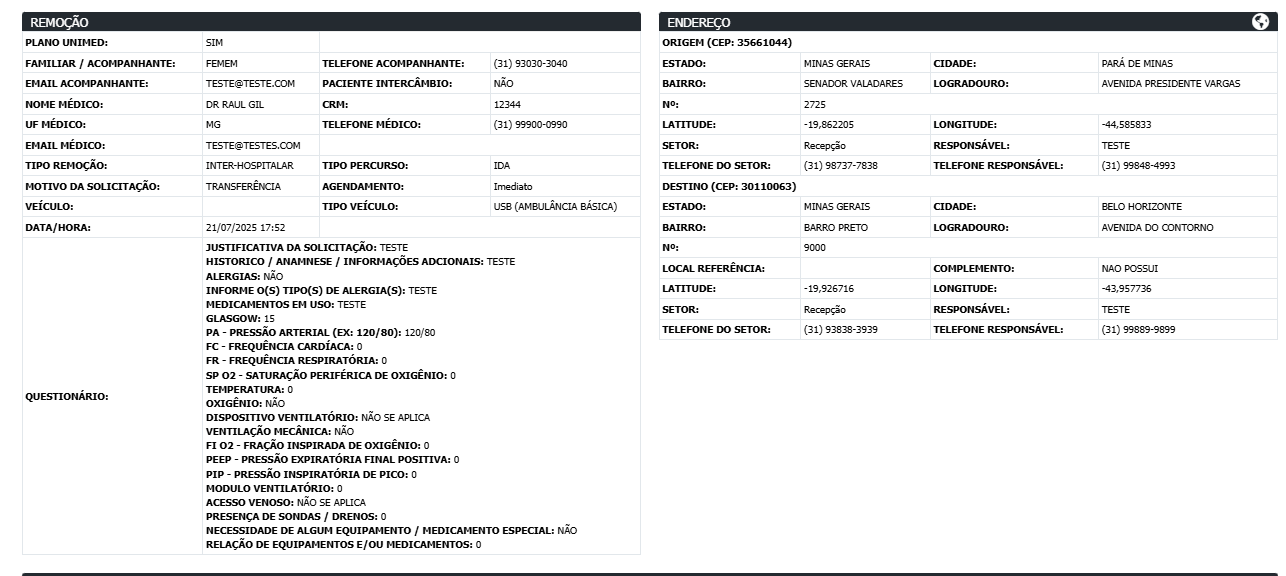 REMOÇÃO
PLANO UNIMED: SIM
FAMILIAR / ACOMPANHANTE: FEMEM TELEFONE ACOMPANHANTE: (31) 93030-3040
EMAIL ACOMPANHANTE: TESTE@TESTE.COM PACIENTE INTERCÂMBIO: NÃO
NOME MÉDICO: DR RAUL GIL CRM: 12344
UF MÉDICO: MG TELEFONE MÉDICO: (31) 99900-0990
EMAIL MÉDICO: TESTE@TESTES.COM
TIPO REMOÇÃO: INTER-HOSPITALAR TIPO PERCURSO: IDA
MOTIVO DA SOLICITAÇÃO: TRANSFERÊNCIA AGENDAMENTO: Imediato
VEÍCULO: TIPO VEÍCULO: USB (AMBULÂNCIA BÁSICA)
DATA/HORA: 21/07/2025 17:52
QUESTIONÁRIO:
JUSTIFICATIVA DA SOLICITAÇÃO: TESTE
HISTORICO / ANAMNESE / INFORMAÇÕES ADCIONAIS: TESTE
ALERGIAS: NÃO
INFORME O(S) TIPO(S) DE ALERGIA(S): TESTE
MEDICAMENTOS EM USO: TESTE
GLASGOW: 15
PA - PRESSÃO ARTERIAL (EX: 120/80): 120/80
FC - FREQUÊNCIA CARDÍACA: 0
FR - FREQUÊNCIA RESPIRATÓRIA: 0
SP O2 - SATURAÇÃO PERIFÉRICA DE OXIGÊNIO: 0
TEMPERATURA: 0
OXIGÊNIO: NÃO
DISPOSITIVO VENTILATÓRIO: NÃO SE APLICA
VENTILAÇÃO MECÂNICA: NÃO
FI O2 - FRAÇÃO INSPIRADA DE OXIGÊNIO: 0
PEEP - PRESSÃO EXPIRATÓRIA FINAL POSITIVA: 0
PIP - PRESSÃO INSPIRATÓRIA DE PICO: 0
MODULO VENTILATÓRIO: 0
ACESSO VENOSO: NÃO SE APLICA
PRESENÇA DE SONDAS / DRENOS: 0
NECESSIDADE DE ALGUM EQUIPAMENTO / MEDICAMENTO ESPECIAL: NÃO
RELAÇÃO DE EQUIPAMENTOS E/OU MEDICAMENTOS: 0
ENDEREÇO
ORIGEM (CEP: 35661044)
ESTADO: MINAS GERAIS CIDADE: PARÁ DE MINAS
BAIRRO: SENADOR VALADARES LOGRADOURO: AVENIDA PRESIDENTE VARGAS
Nº: 2725
LATITUDE: -19,862205 LONGITUDE: -44,585833
SETOR: Recepção RESPONSÁVEL: TESTE
TELEFONE DO SETOR: (31) 98737-7838 TELEFONE RESPONSÁVEL: (31) 99848-4993
DESTINO (CEP: 30110063)
ESTADO: MINAS GERAIS CIDADE: BELO HORIZONTE
BAIRRO: BARRO PRETO LOGRADOURO: AVENIDA DO CONTORNO
Nº: 9000
LOCAL REFERÊNCIA: COMPLEMENTO: NAO POSSUI
LATITUDE: -19,926716 LONGITUDE: -43,957736
SETOR: Recepção RESPONSÁVEL: TESTE
TELEFONE DO SETOR: (31) 93838-3939 TELEFONE RESPONSÁVEL: (31) 99889-9899